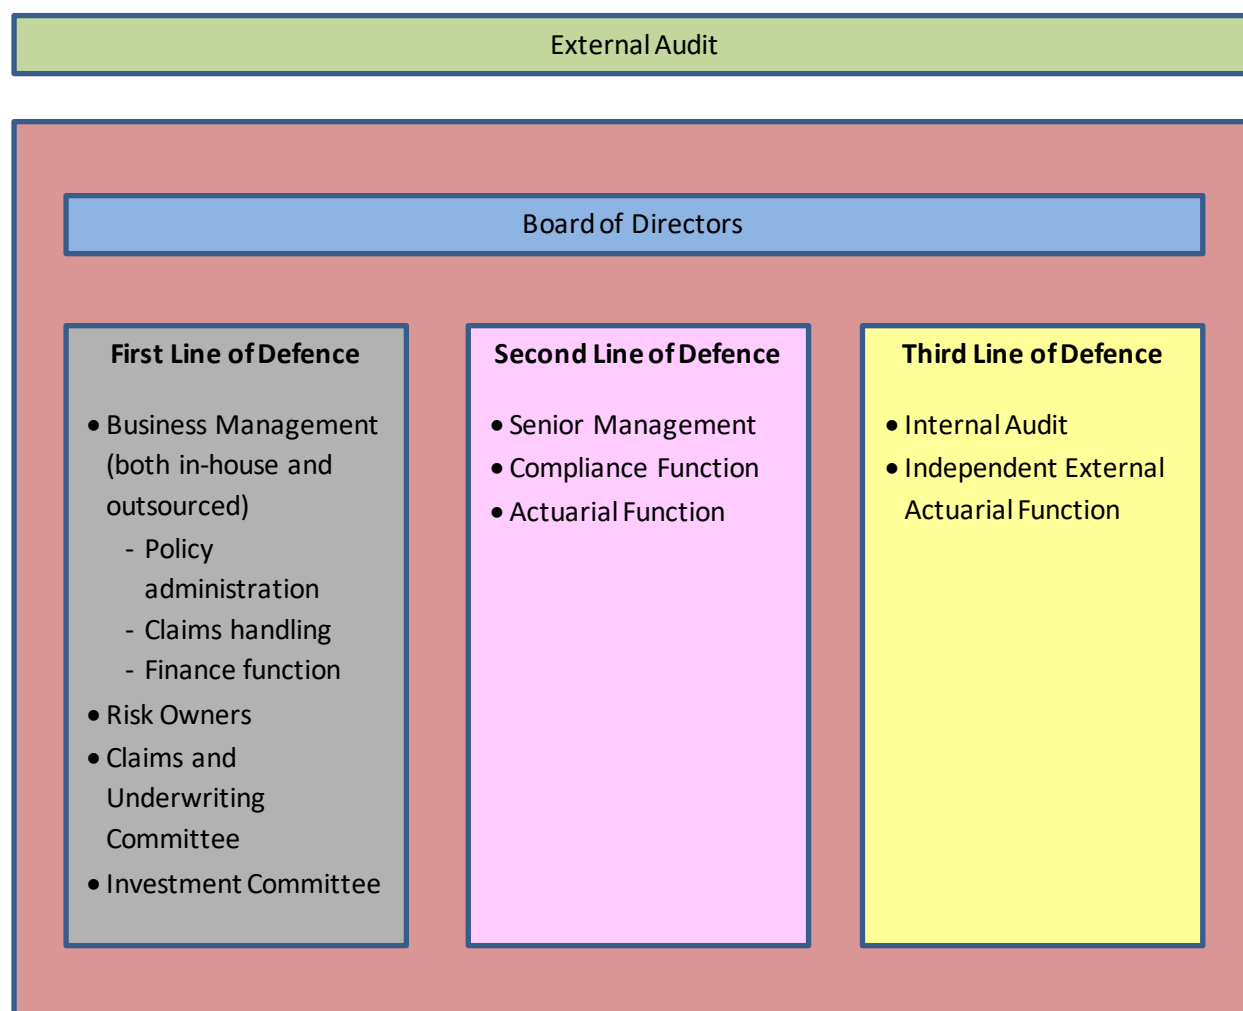 External Audit
Board of Directors
First Line of Defence
• Business Management
(both in-house and
outsourced)
- Policy
administration
- Claims handling
- Finance function
• Risk Owners
• Claims and
Underwriting
Committee
• Investment Committee
Second Line of Defence
• Senior Management
• Compliance Function
• Actuarial Function
Third Line of Defence
• Internal Audit
• Independent External
Actuarial Function